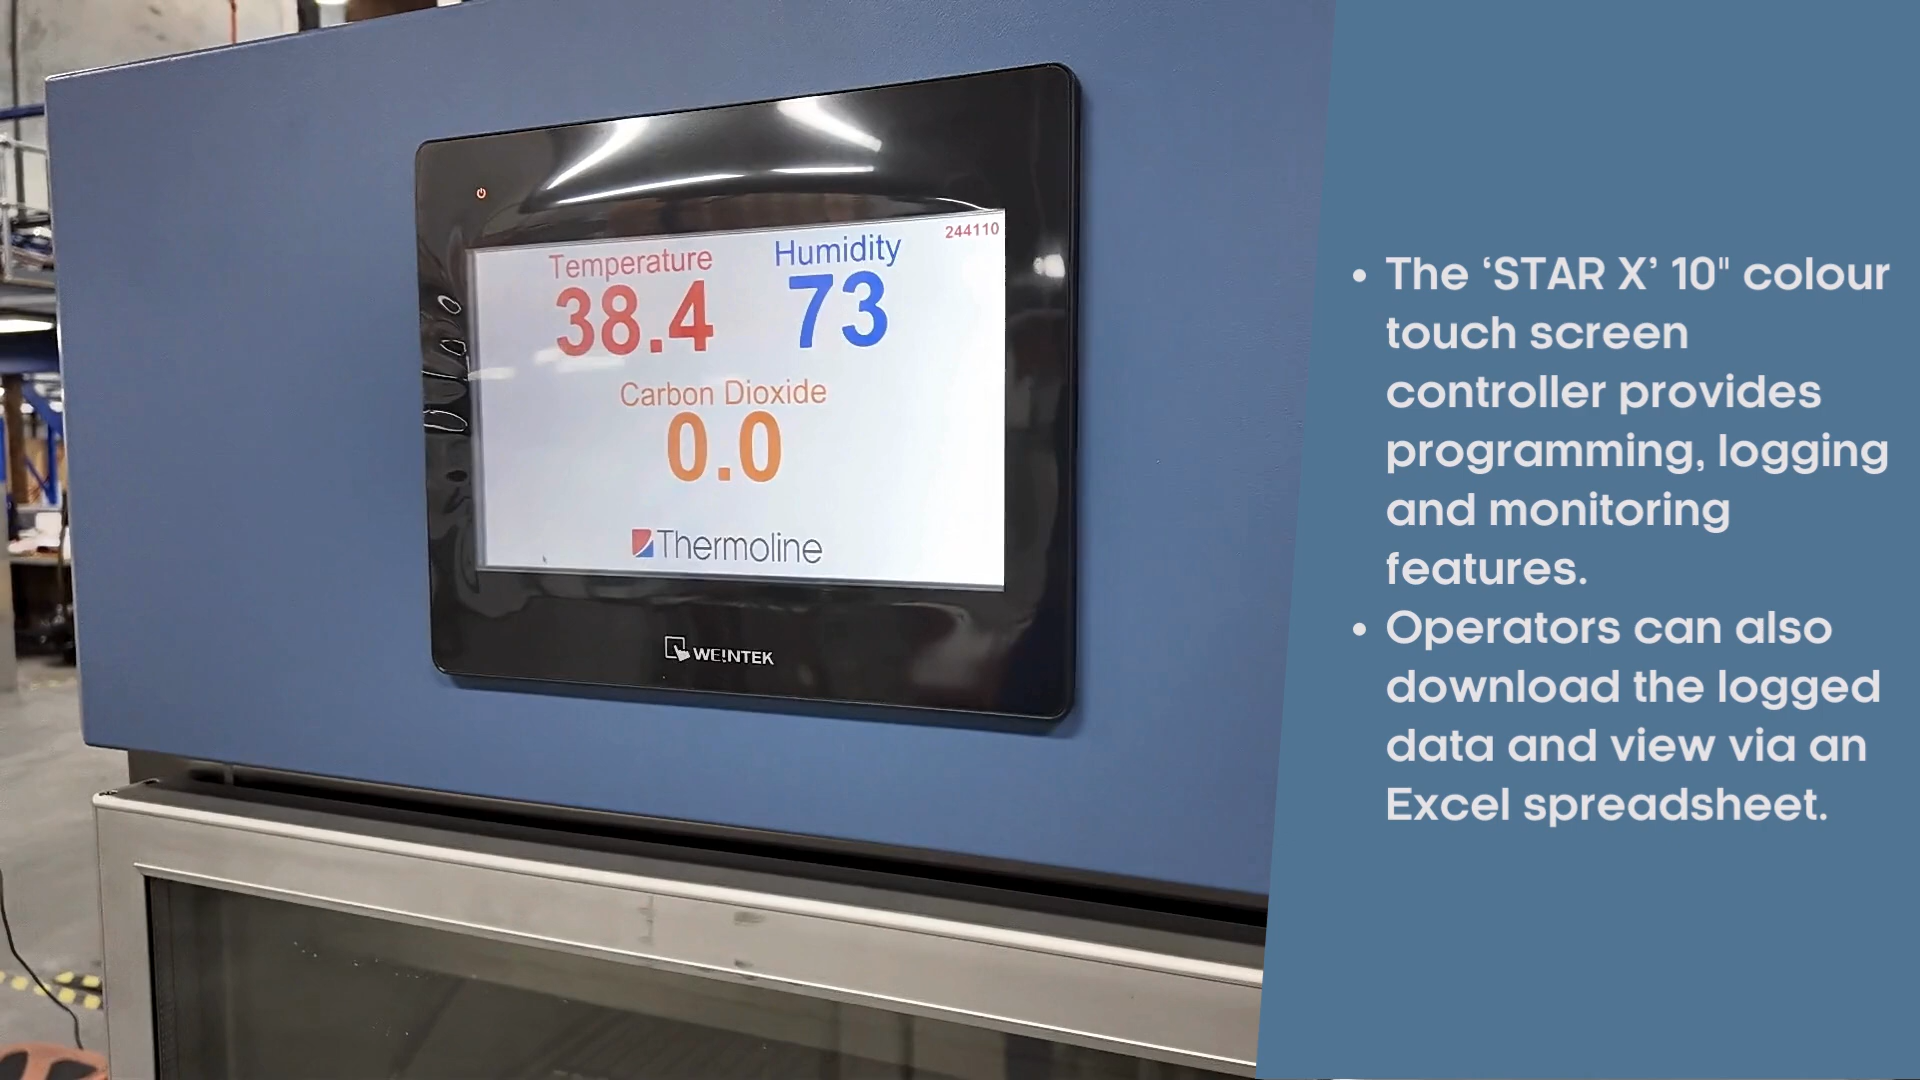 244110
Temperature Humidity
38.4 73
Carbon Dioxide
0.0
Thermoline
WEINTEK
• The ‘STAR X’ 10" colour
touch screen
controller provides
programming, logging
and monitoring
features.
• Operators can also
download the logged
data and view via an
Excel spreadsheet.